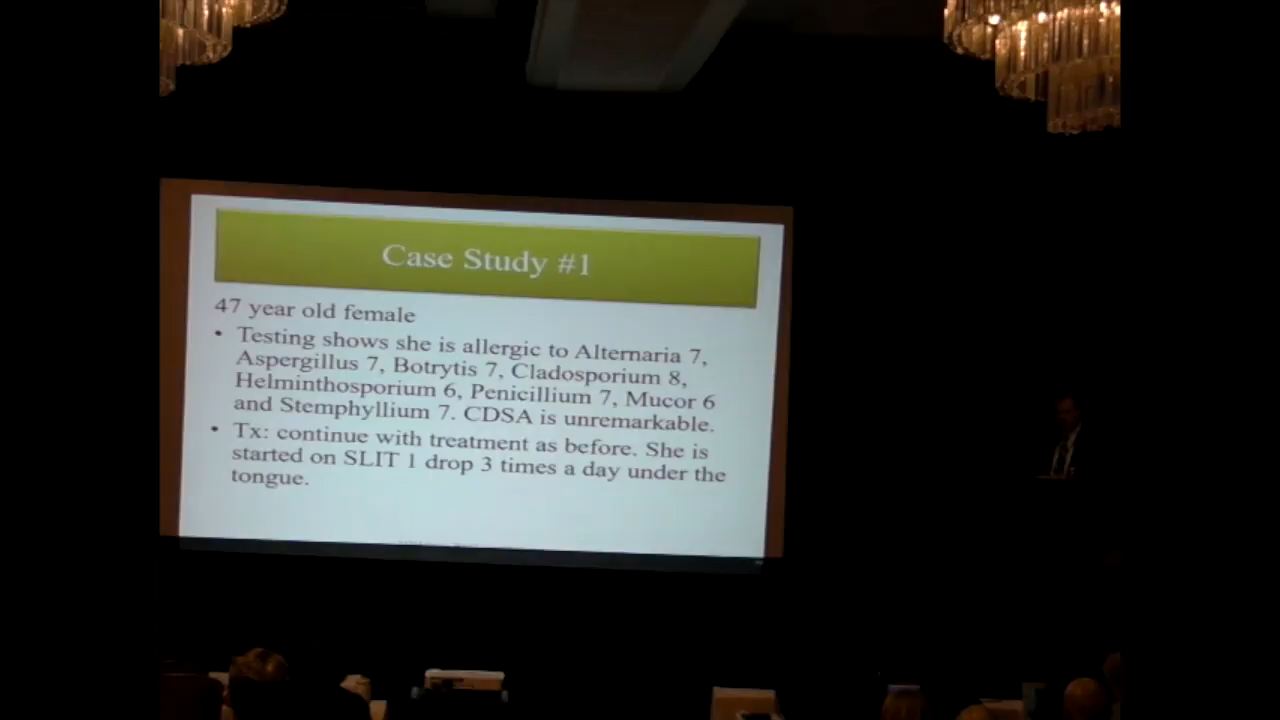 Case Study #1
47 year old female
• Testing shows she is allergic to Alternaria 7,
Aspergillus 7, Botrytis 7, Cladosporium 8,
Helminthosporium 6, Penicillium 7, Mucor 6
and Stemphyllium 7. CDSA is unremarkable.
• Tx: continue with treatment as before. She is
started on SLIT 1 drop 3 times a day under the
tongue.